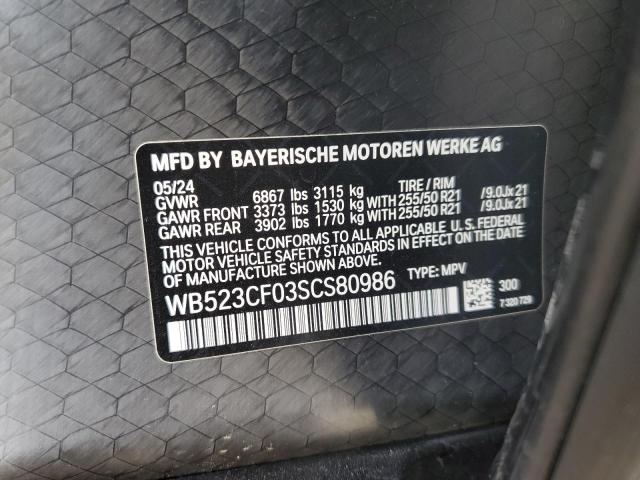 MFD BY BAYERISCHE MOTOREN WERKE AG
05/24 TIRE / RIM
GVWR 6867 lbs 3115 kg
GAWR FRONT 3373 lbs 1530 kg WITH 255/50 R21 /9.0Jx21
GAWR REAR 3902 lbs 1770 kg WITH 255/50 R21 /9.0Jx21
THIS VEHICLE CONFORMS TO ALL APPLICABLE U.S. FEDERAL
MOTOR VEHICLE SAFETY STANDARDS IN EFFECT ON THE DATE OF
MANUFACTURE SHOWN ABOVE.
WB523CF03SCS80986 TYPE: MPV
300
7 320 729